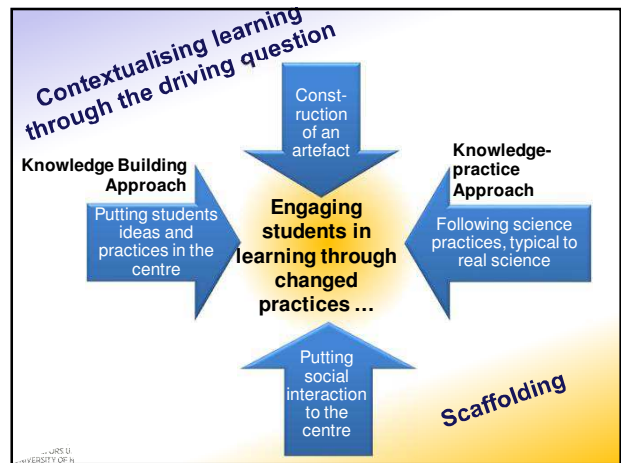 Contextualising learning
through the driving question
Const-
ruction
of an
artefact
Knowledge Building
Approach
Putting students
ideas and
practices in the
centre
Engaging
students in
learning through
changed
practices ...
Knowledge-
practice
Approach
Following science
practices, typical to
real science
Putting
social
interaction
to the
centre
Scaffolding